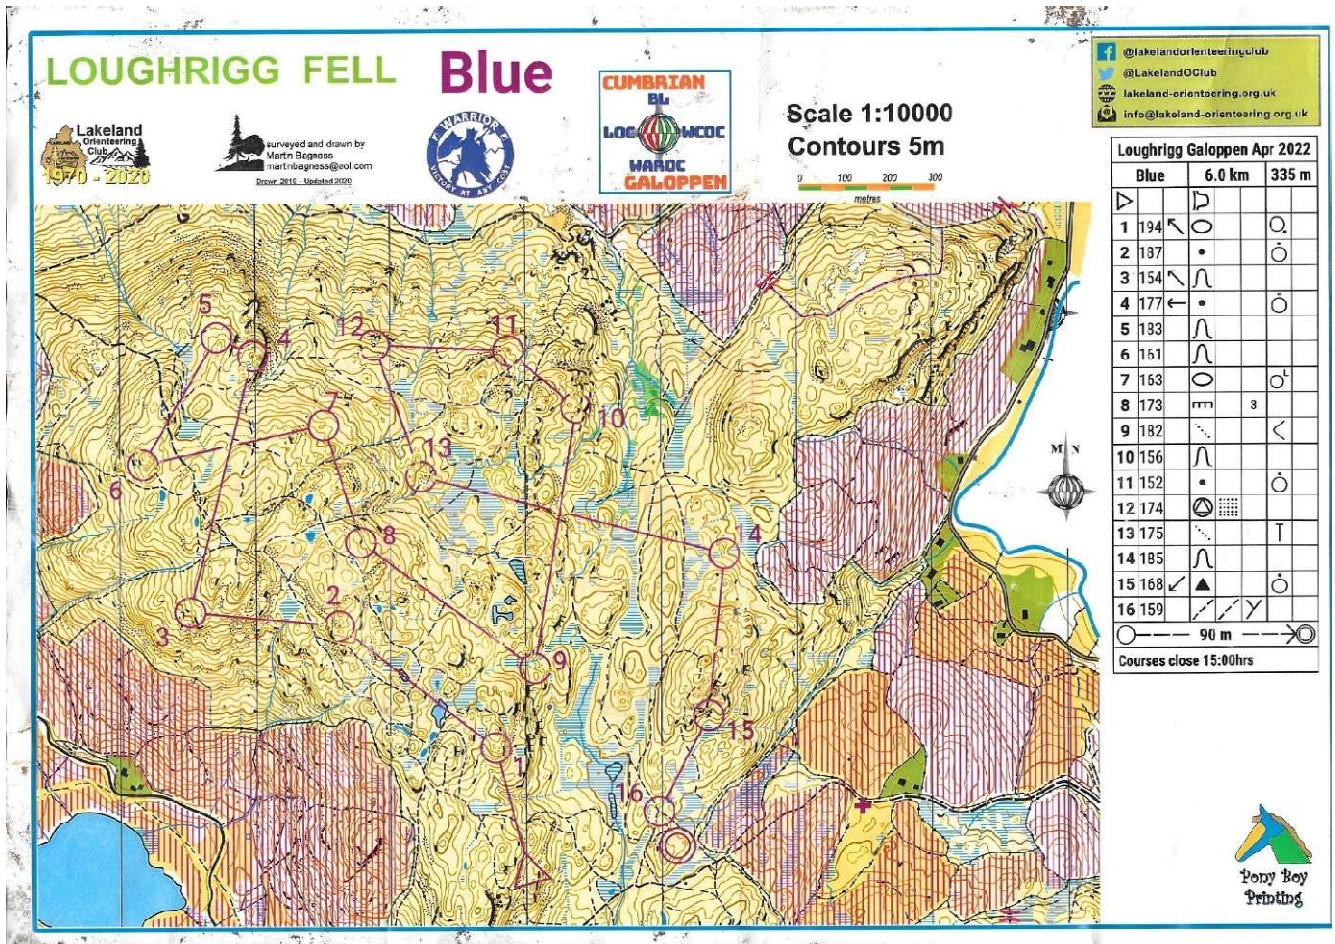 LOUGHRIGG FELL
Blue
Lakeland
Orienteering
Club
1970 - 2020
surveyed and drawn by
Martin Bagness
martinbagness@aol.com
Drawn 2016 - Updated 2020
WARRIOR
VICTORY AT ANY COST
CUMBRIAN
BL
LOC WCOC
WAROC
GALOPPEN
Scale 1:10000
Contours 5m
0 100 200 300
metres
@lakelandorienteeringclub
@LakelandOClub
lakeland-orienteering.org.uk
info@lakeland-orienteering.org.uk
Loughrigg Galoppen Apr 2022
Blue 6.0 km 335 m
1 194
2 187
3 154
4 177
5 183
6 161
7 163
8 173 3
9 182
10 156
11 152
12 174
13 175
14 185
15 168
16 159
90 m
Courses close 15:00hrs
M N
5
4
12
11
7
10
13
6
8
14
2
3
9
1
15
16
Pony Boy
Printing